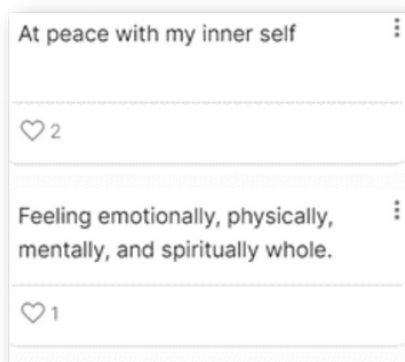 At peace with my inner self
2
Feeling emotionally, physically,
mentally, and spiritually whole.
1